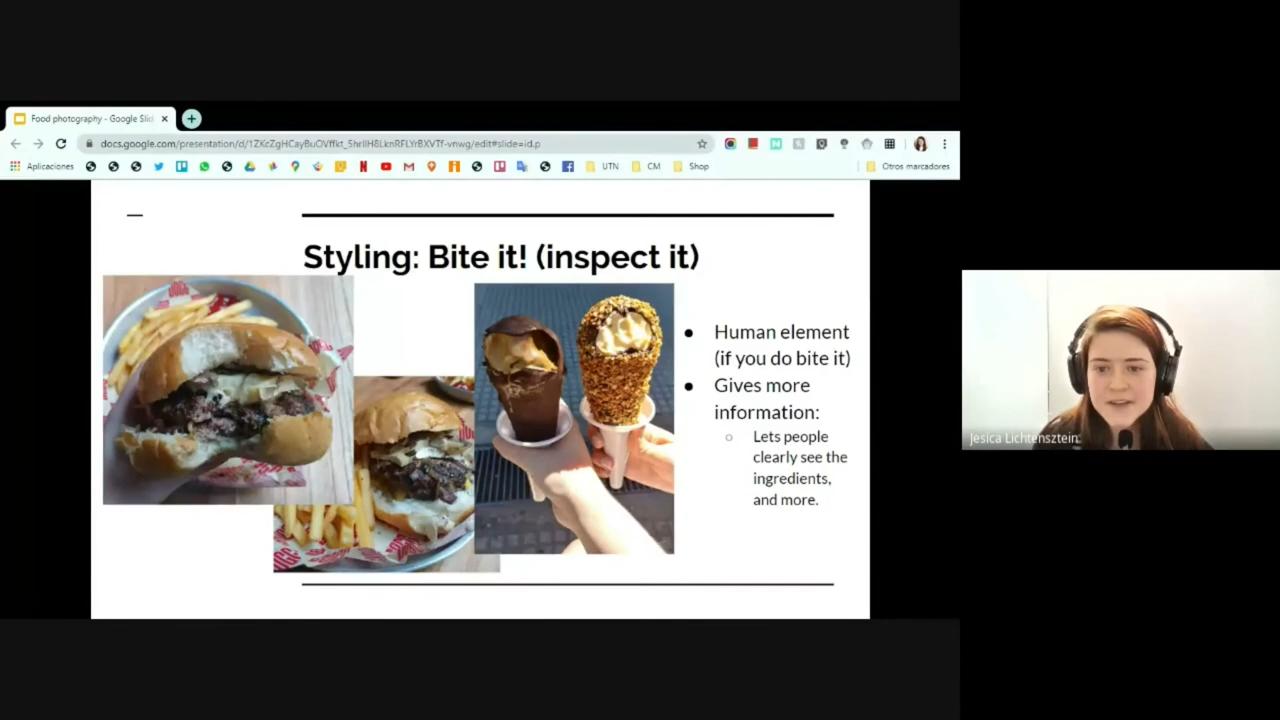 Food photography - Google Slid
docs.google.com/presentation/d/1ZKcZgHCayBuOVffkt_5hrIIH8LknRFLYrBXVTf-vnwg/edit#slide=id.p
Aplicaciones
UTN
CM
Shop
Otros marcadores
Styling: Bite it! (inspect it)
● Human element
(if you do bite it)
● Gives more
information:
○ Lets people
clearly see the
ingredients,
and more.
Jesica Lichtensztein